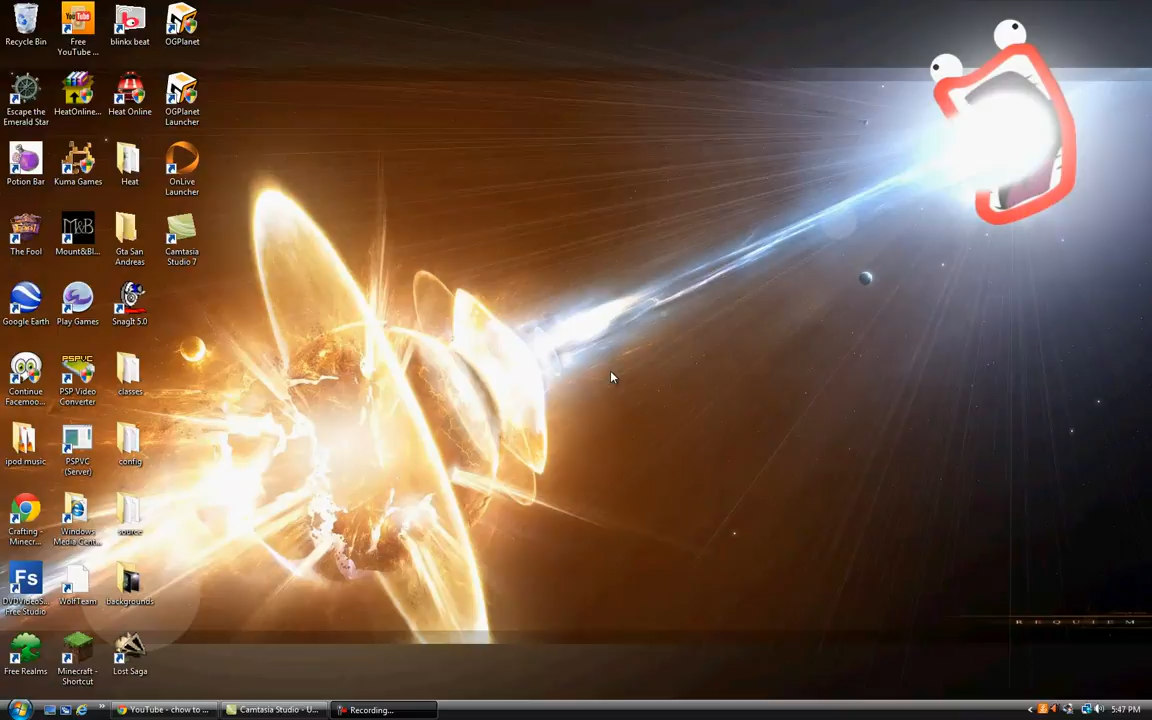 Recycle Bin
Free
YouTube ...
blinkx beat
OGPlanet
Escape the
Emerald Star
HeatOnline...
Heat Online
OGPlanet
Launcher
Potion Bar
Kuma Games
Heat
OnLive
Launcher
The Fool
M&B
Mount&Bl...
Gta San
Andreas
Camtasia
Studio 7
Google Earth
Play Games
SnagIt 5.0
Continue
Facemoo...
PSPVC
PSP Video
Converter
classes
ipod music
PSPVC
(Server)
config
Crafting -
Minecr...
Windows
Media Cent...
source
Fs
DVDVideoS...
Free Studio
WolfTeam
backgrounds
Free Realms
Minecraft -
Shortcut
Lost Saga
REQUIEM
YouTube - chow to ...
Camtasia Studio - U...
Recording...
5:47 PM